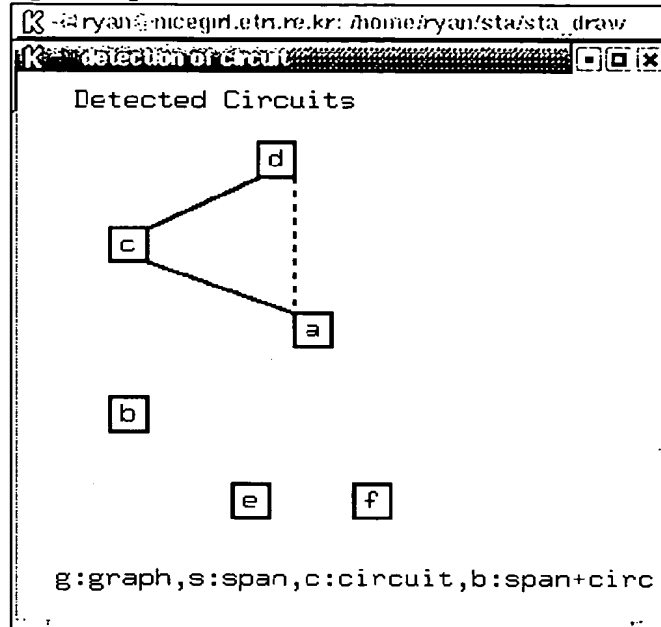 ryan@nicegirl.etri.re.kr: /home/ryan/sta/sta_draw
detection of circuit
Detected Circuits
d
c
a
b
e f
g:graph,s:span,c:circuit,b:span+circ